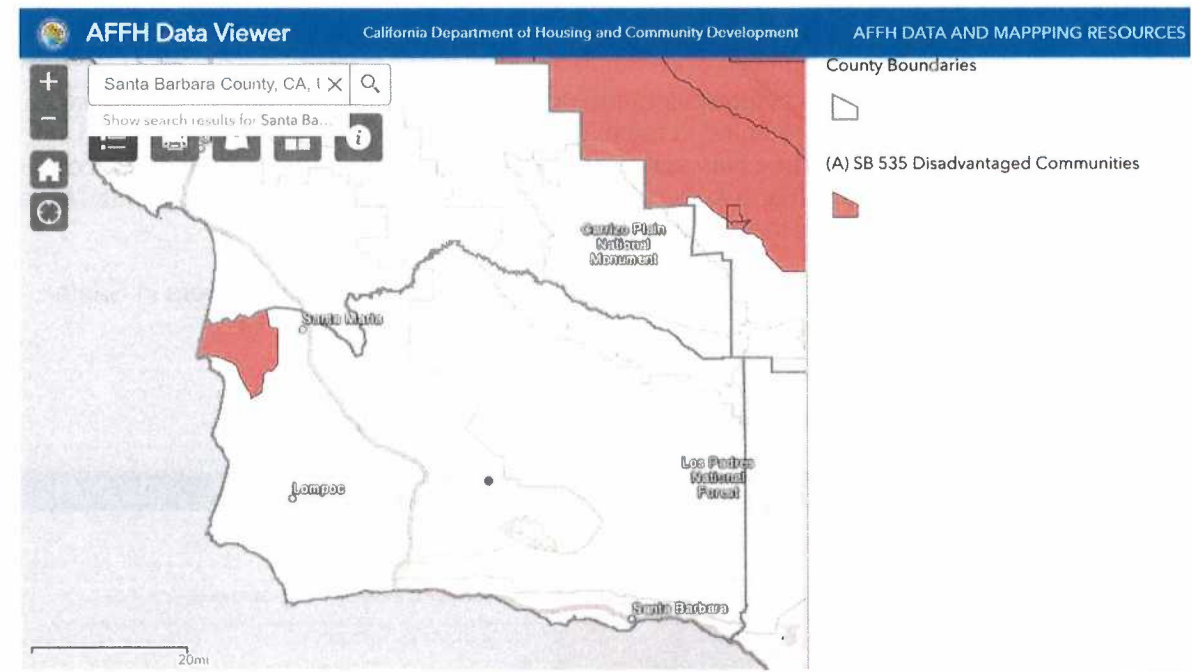 AFFH Data Viewer
California Department of Housing and Community Development
AFFH DATA AND MAPPPING RESOURCES
+
Santa Barbara County, CA, U
Show search results for Santa Ba...
−
i
County Boundaries
(A) SB 535 Disadvantaged Communities
Carrizo Plain
National
Monument
Santa Maria
Lompoc
Los Padres
National
Forest
Santa Barbara
20mi